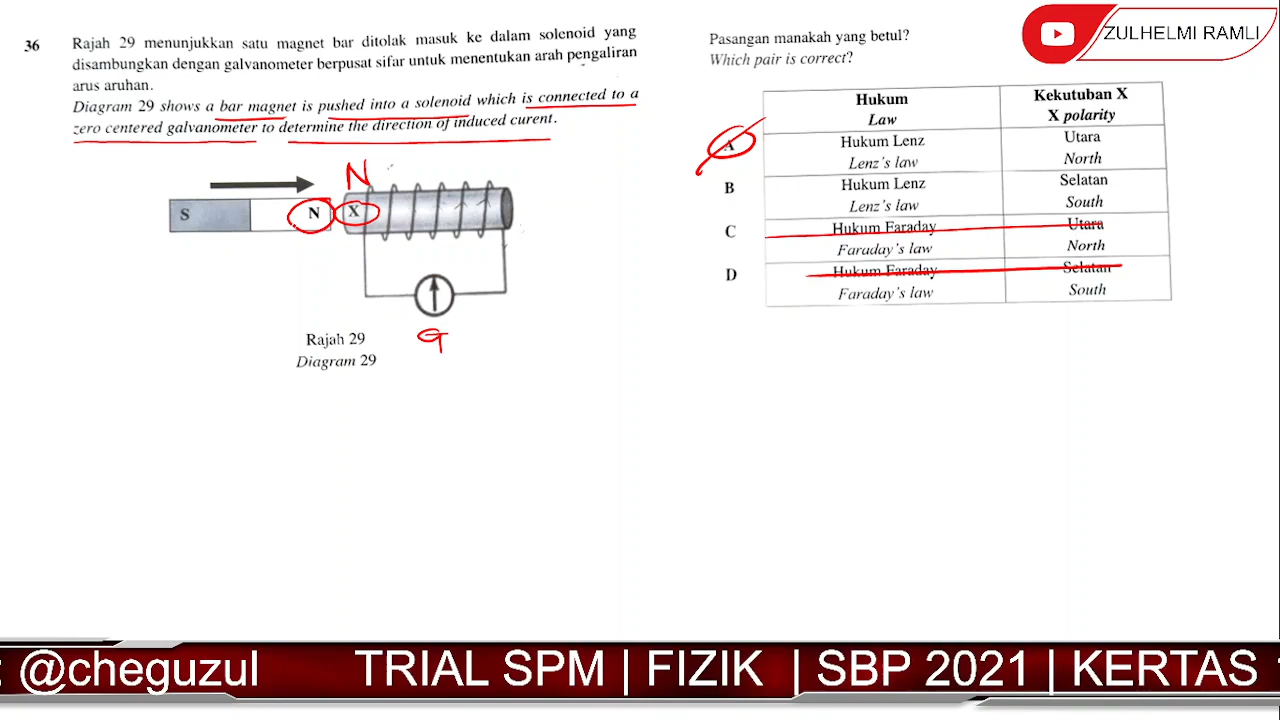 36
Rajah 29 menunjukkan satu magnet bar ditolak masuk ke dalam solenoid yang
disambungkan dengan galvanometer berpusat sifar untuk menentukan arah pengaliran
arus aruhan.
Diagram 29 shows a bar magnet is pushed into a solenoid which is connected to a
zero centered galvanometer to determine the direction of induced curent.
N
S N X
G
Rajah 29
Diagram 29
ZULHELMI RAMLI
Pasangan manakah yang betul?
Which pair is correct?
Hukum Kekutuban X
Law X polarity
A Hukum Lenz Utara
Lenz's law North
B Hukum Lenz Selatan
Lenz's law South
C Hukum Faraday Utara
Faraday's law North
D Hukum Faraday Selatan
Faraday's law South
: @cheguzul TRIAL SPM | FIZIK | SBP 2021 | KERTAS